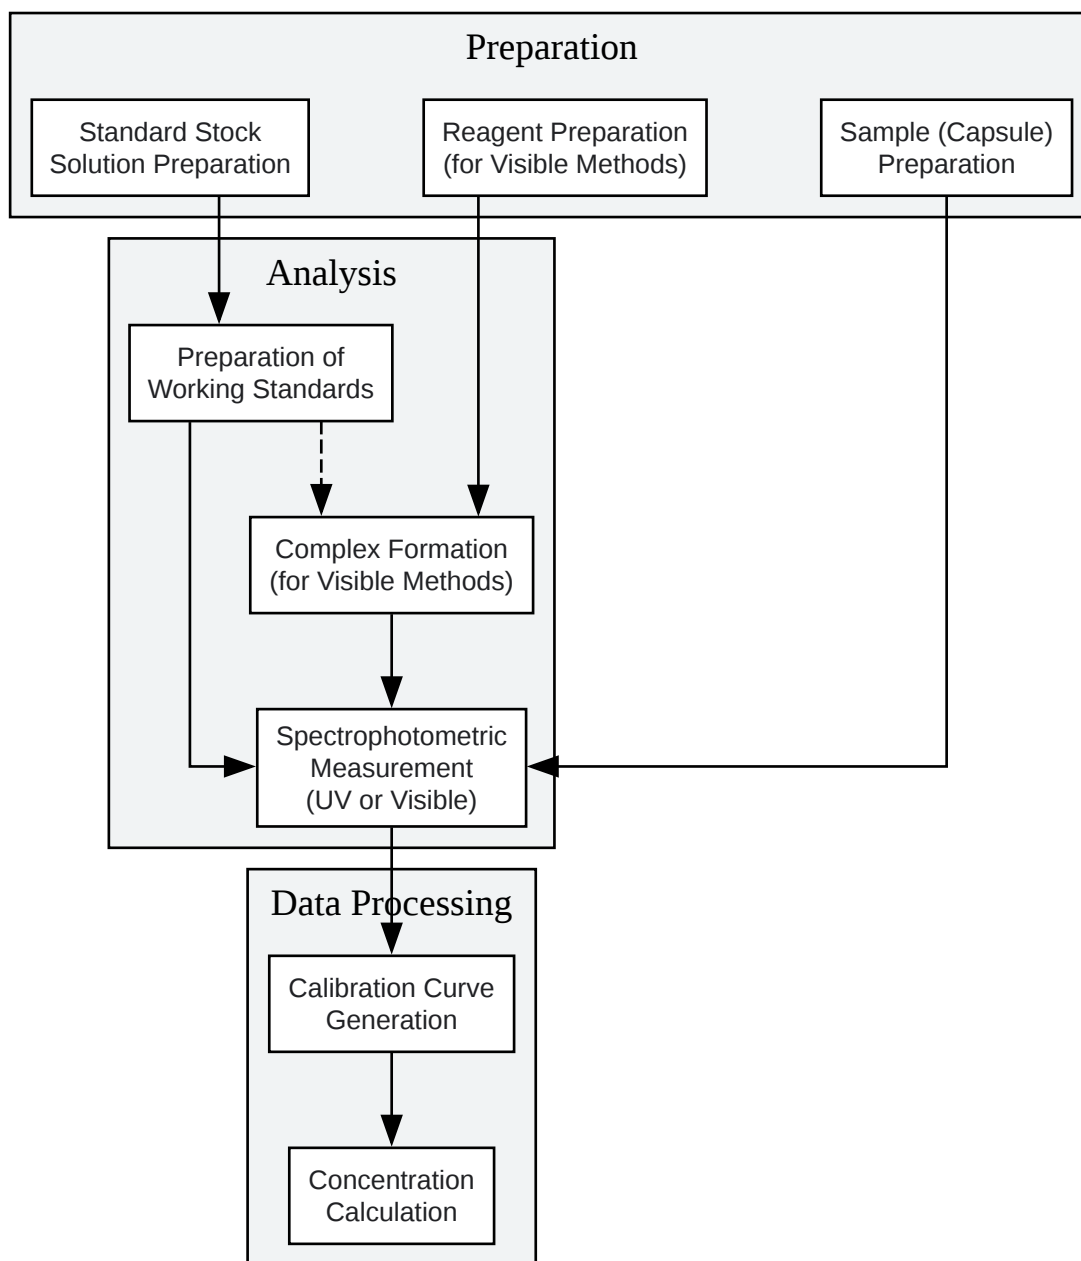 Preparation
Standard Stock
Solution Preparation
Reagent Preparation
(for Visible Methods)
Sample (Capsule)
Preparation
Analysis
Preparation of
Working Standards
Complex Formation
(for Visible Methods)
Spectrophotometric
Measurement
(UV or Visible)
Data Processing
Calibration Curve
Generation
Concentration
Calculation